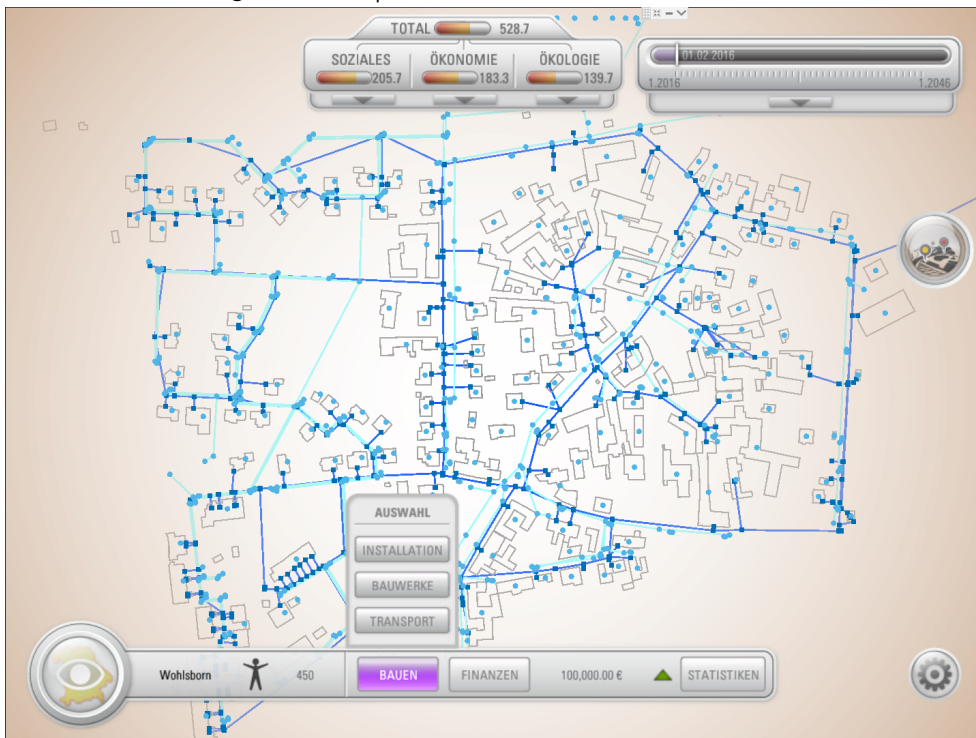 TOTAL 528.7
SOZIALES ÖKONOMIE ÖKOLOGIE
205.7 183.3 139.7
01.02.2016
1.2016 1.2046
AUSWAHL
INSTALLATION
BAUWERKE
TRANSPORT
Wohlsborn 450 BAUEN FINANZEN 100,000.00 € STATISTIKEN